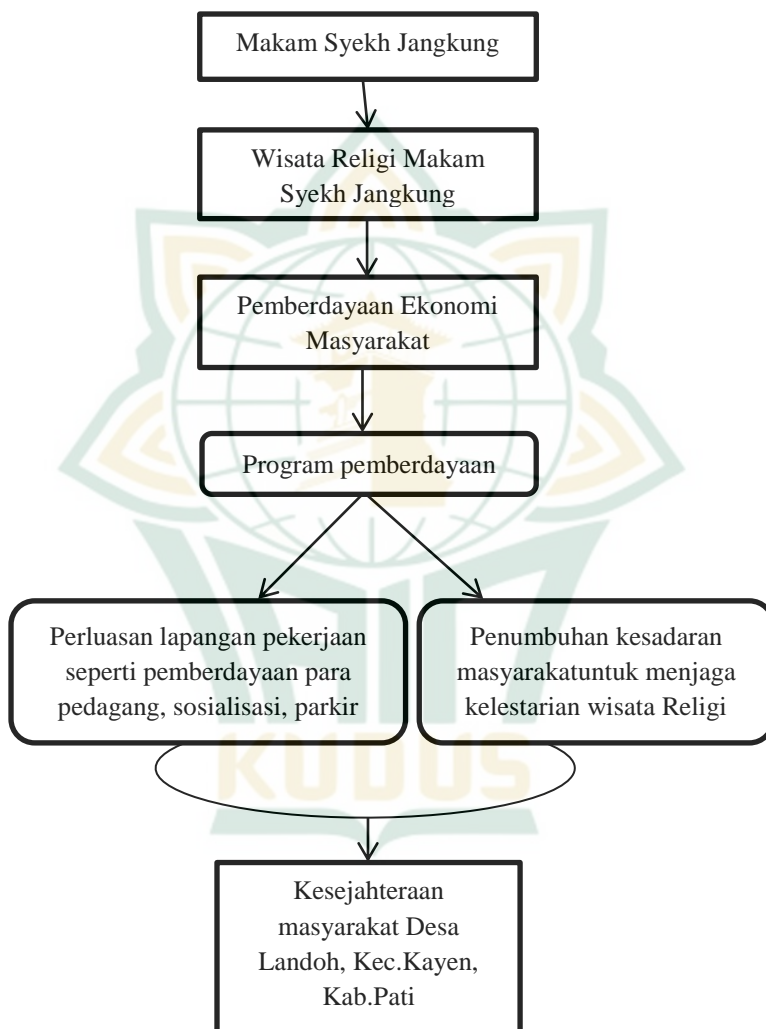 Makam Syekh Jangkung
Wisata Religi Makam
Syekh Jangkung
Pemberdayaan Ekonomi
Masyarakat
Program pemberdayaan
Perluasan lapangan pekerjaan
seperti pemberdayaan para
pedagang, sosialisasi, parkir
Penumbuhan kesadaran
masyarakatuntuk menjaga
kelestarian wisata Religi
KUDUS
Kesejahteraan
masyarakat Desa
Landoh, Kec.Kayen,
Kab.Pati